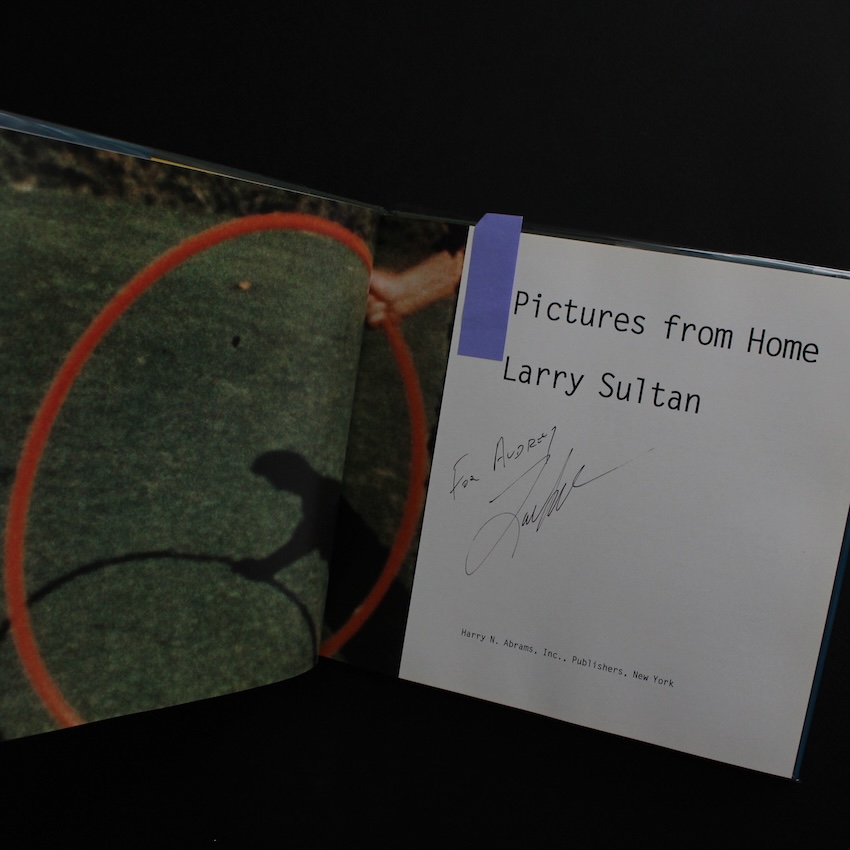 Pictures from Home
Larry Sultan
For Audrey
Harry N. Abrams, Inc., Publishers, New York